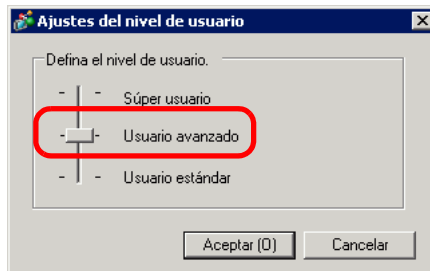 Ajustes del nivel de usuario
Defina el nivel de usuario.
Súper usuario
Usuario avanzado
Usuario estándar
Aceptar (O) Cancelar